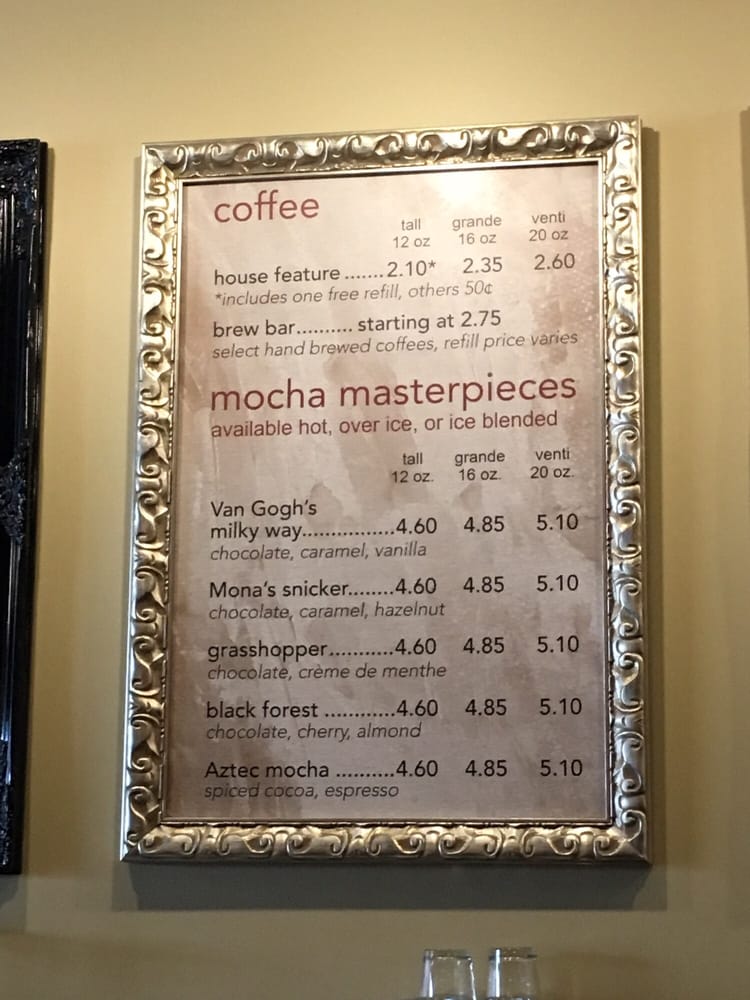 coffee
tall grande venti
12 oz 16 oz 20 oz
house feature.......2.10* 2.35 2.60
*includes one free refill, others 50¢
brew bar.......... starting at 2.75
select hand brewed coffees, refill price varies
mocha masterpieces
available hot, over ice, or ice blended
tall grande venti
12 oz. 16 oz. 20 oz.
Van Gogh's
milky way.................4.60 4.85 5.10
chocolate, caramel, vanilla
Mona's snicker........4.60 4.85 5.10
chocolate, caramel, hazelnut
grasshopper...........4.60 4.85 5.10
chocolate, crème de menthe
black forest ............4.60 4.85 5.10
chocolate, cherry, almond
Aztec mocha ..........4.60 4.85 5.10
spiced cocoa, espresso